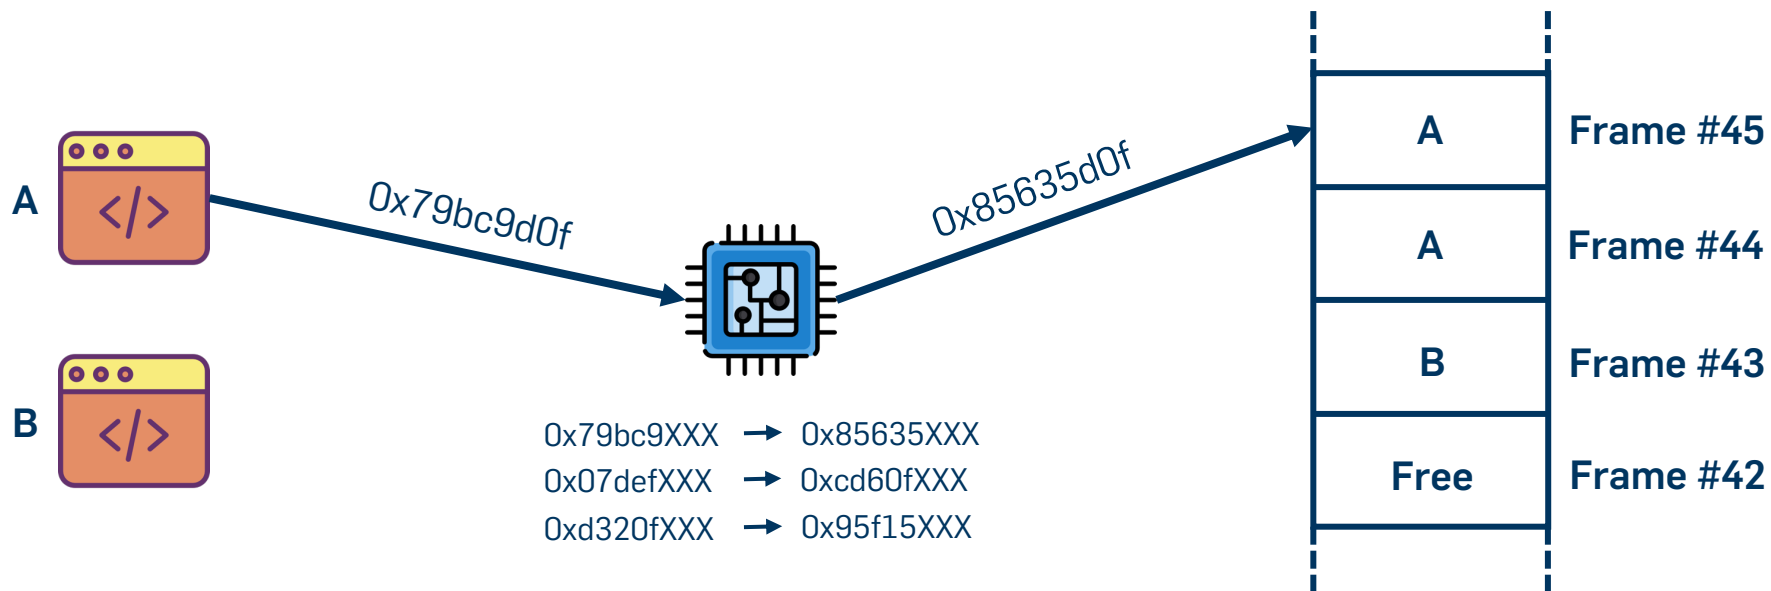 A
</>
0x79bc9d0f
B
</>
0x85635d0f
0x79bc9XXX → 0x85635XXX
0x07defXXX → 0xcd60fXXX
0xd320fXXX → 0x95f15XXX
A Frame #45
A Frame #44
B Frame #43
Free Frame #42